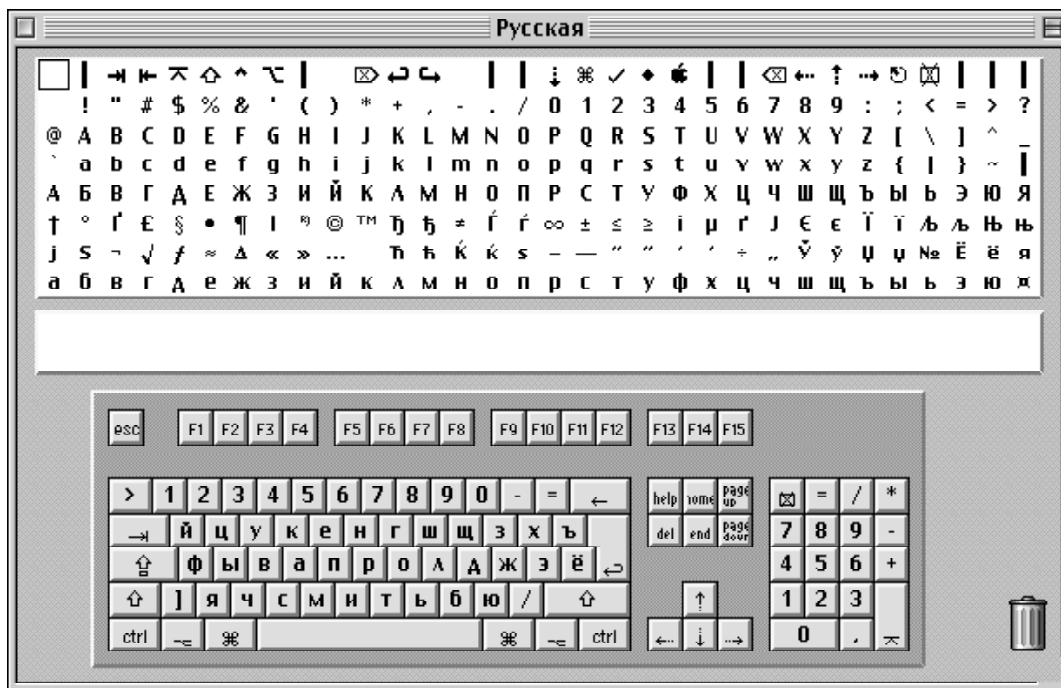 Русская
! " # $ % & ' ( ) * + , - . / 0 1 2 3 4 5 6 7 8 9 : ; < = > ?
@ A B C D E F G H I J K L M N O P Q R S T U V W X Y Z [ \ ] ^ _
` a b c d e f g h i j k l m n o p q r s t u v w x y z { | } ~
А Б В Г Д Е Ж З И Й К Л М Н О П Р С Т У Ф Х Ц Ч Ш Щ Ъ Ы Ь Э Ю Я
† ° Ґ £ § • ¶ І ® © ™ Ђ ђ ≠ Ѓ ѓ ∞ ± ≤ ≥ і µ ґ Ј Є є Ї ї Љ љ Њ њ
ј Ѕ ¬ √ ƒ ≈ ∆ « » … Ћ ћ Ќ ќ ѕ – — “ ” ‘ ’ ÷ „ Ў ў Џ џ № Ё ё я
а б в г д е ж з и й к л м н о п р с т у ф х ц ч ш щ ъ ы ь э ю ¤
esc F1 F2 F3 F4 F5 F6 F7 F8 F9 F10 F11 F12 F13 F14 F15
> 1 2 3 4 5 6 7 8 9 0 - = ← help home page up = / *
й ц у к е н г ш щ з х ъ del end page down 7 8 9 -
ф ы в а п р о л д ж э ё 4 5 6 +
] я ч с м и т ь б ю / ↑ 1 2 3
ctrl ⌘ ⌘ ctrl ← ↓ → 0 ,